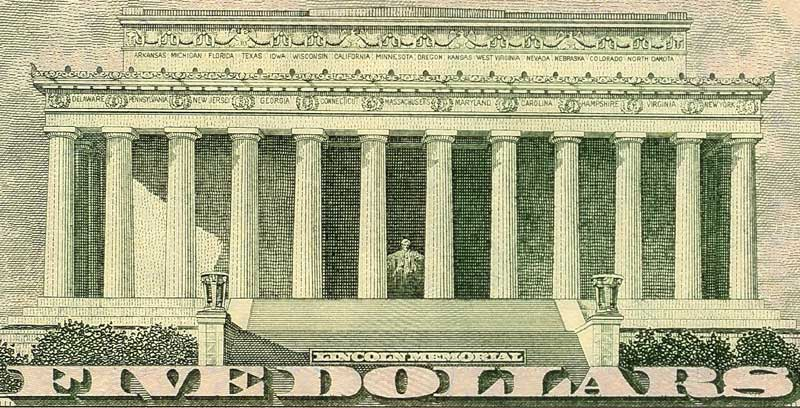 ARKANSAS MICHIGAN FLORIDA TEXAS IOWA WISCONSIN CALIFORNIA MINNESOTA OREGON KANSAS WEST VIRGINIA NEVADA NEBRASKA COLORADO NORTH DAKOTA
DELAWARE PENNSYLVANIA NEW JERSEY GEORGIA CONNECTICUT MASSACHUSETTS MARYLAND CAROLINA HAMPSHIRE VIRGINIA NEW YORK
LINCOLN MEMORIAL
FIVE DOLLARS